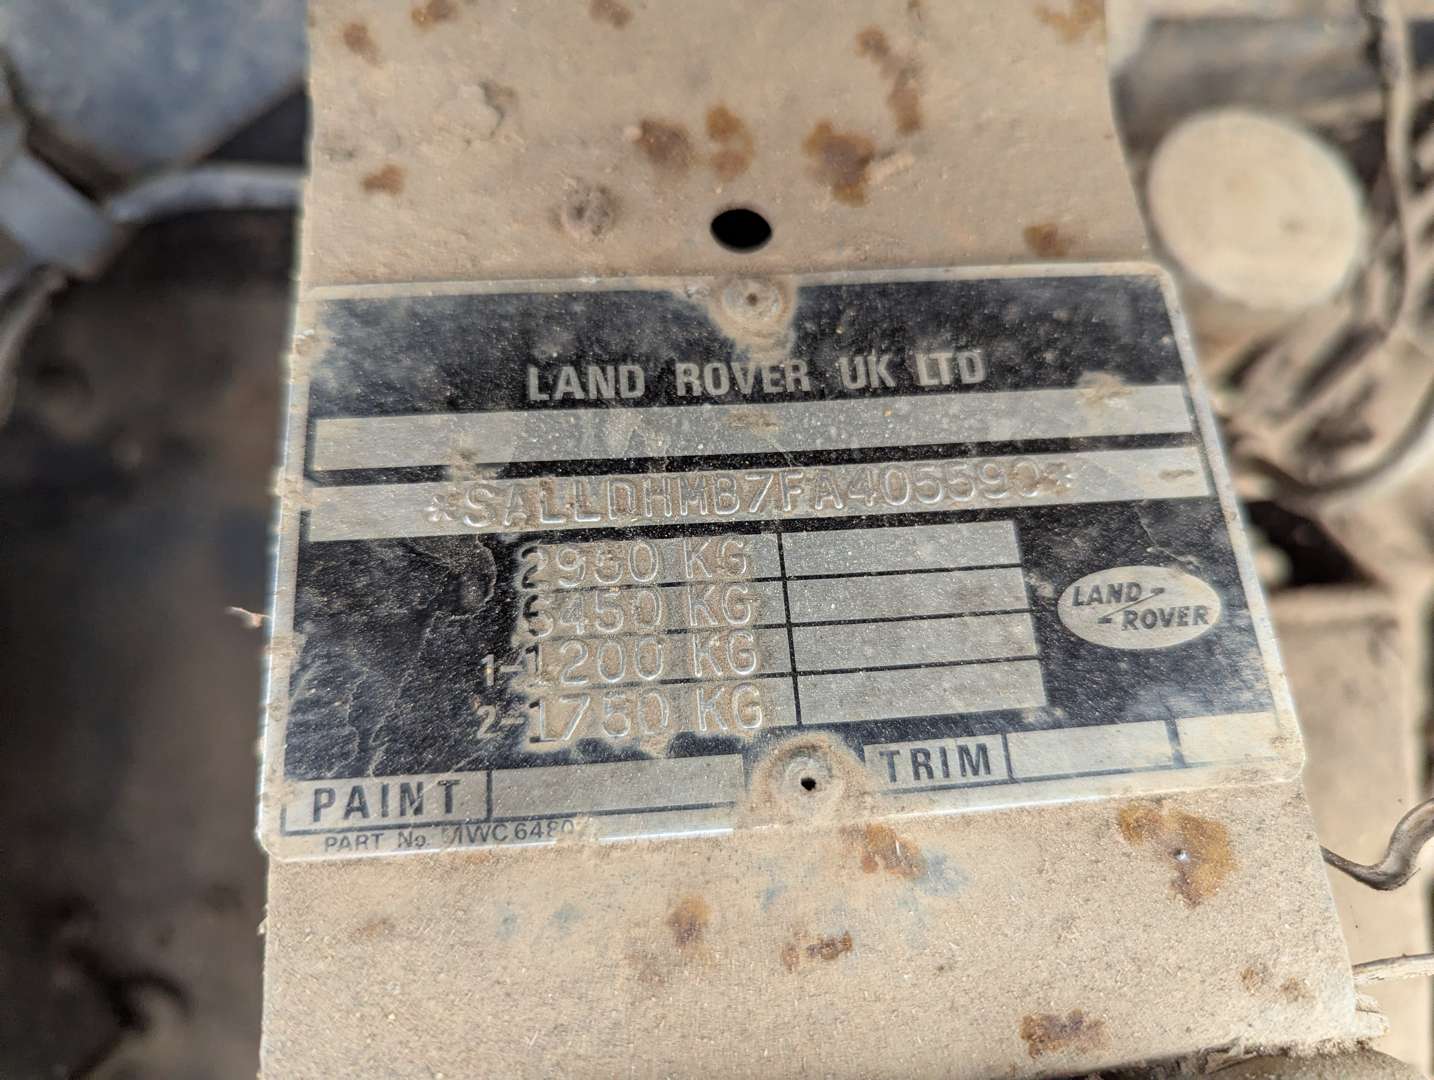 LAND ROVER UK LTD
*SALLDHMB7FA405590*
2950 KG
6450 KG
1-1200 KG
2-1750 KG
LAND
ROVER
PAINT
TRIM
PART No. MWC 6480